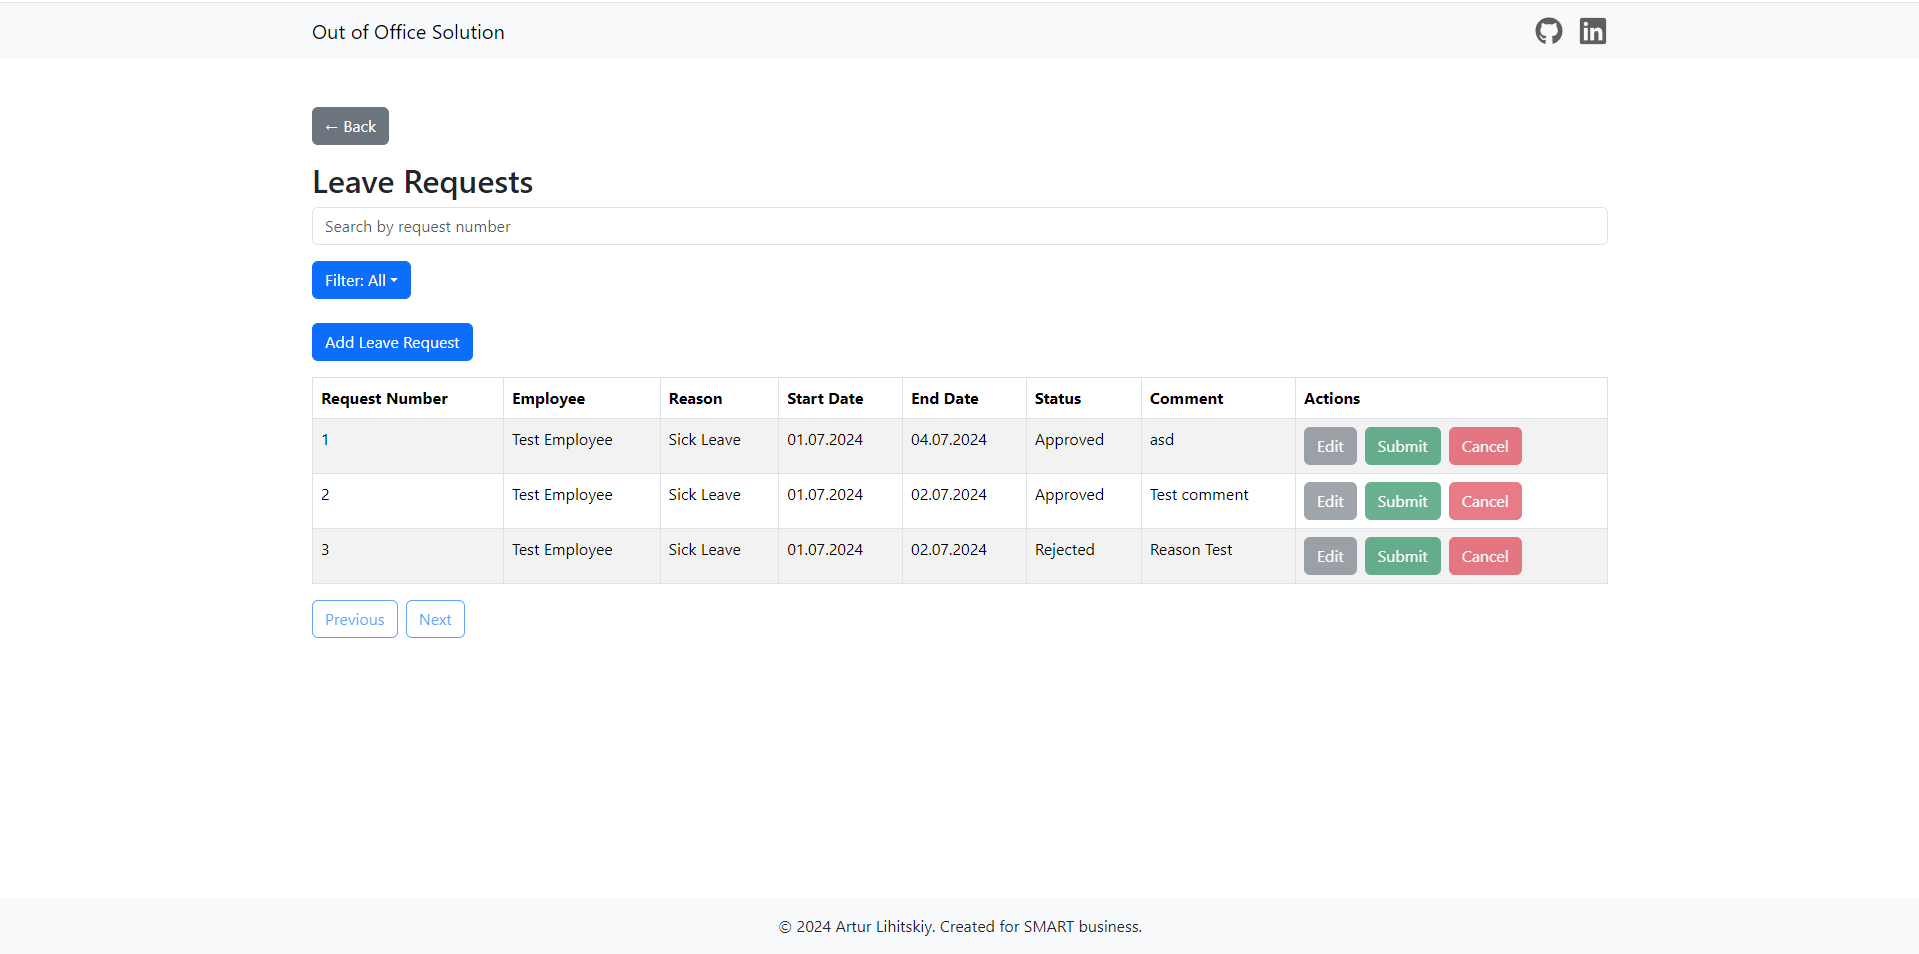 Out of Office Solution
← Back
Leave Requests
Search by request number
Filter: All
Add Leave Request
Request Number Employee Reason Start Date End Date Status Comment Actions
1 Test Employee Sick Leave 01.07.2024 04.07.2024 Approved asd Edit Submit Cancel
2 Test Employee Sick Leave 01.07.2024 02.07.2024 Approved Test comment Edit Submit Cancel
3 Test Employee Sick Leave 01.07.2024 02.07.2024 Rejected Reason Test Edit Submit Cancel
Previous Next
© 2024 Artur Lihitskiy. Created for SMART business.